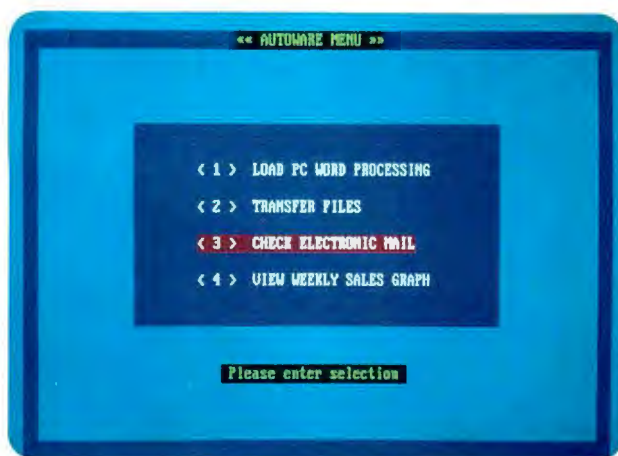 «« AUTOWARE MENU »»
< 1 > LOAD PC WORD PROCESSING
< 2 > TRANSFER FILES
< 3 > CHECK ELECTRONIC MAIL
< 4 > VIEW WEEKLY SALES GRAPH
Please enter selection